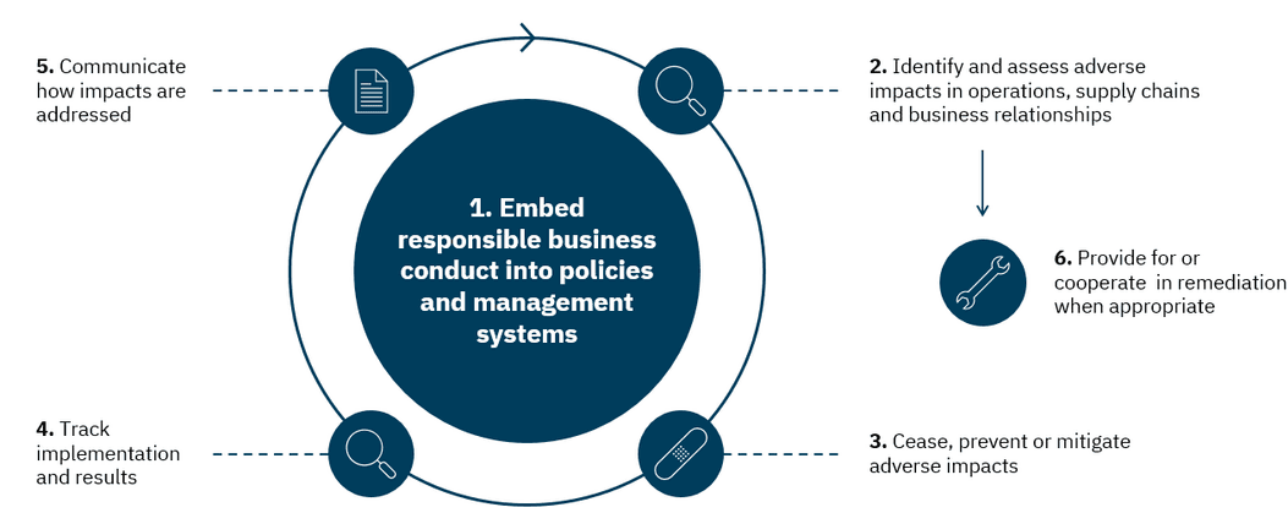 1. Embed
responsible business
conduct into policies
and management
systems
2. Identify and assess adverse
impacts in operations, supply chains
and business relationships
3. Cease, prevent or mitigate
adverse impacts
4. Track
implementation
and results
5. Communicate
how impacts are
addressed
6. Provide for or
cooperate in remediation
when appropriate